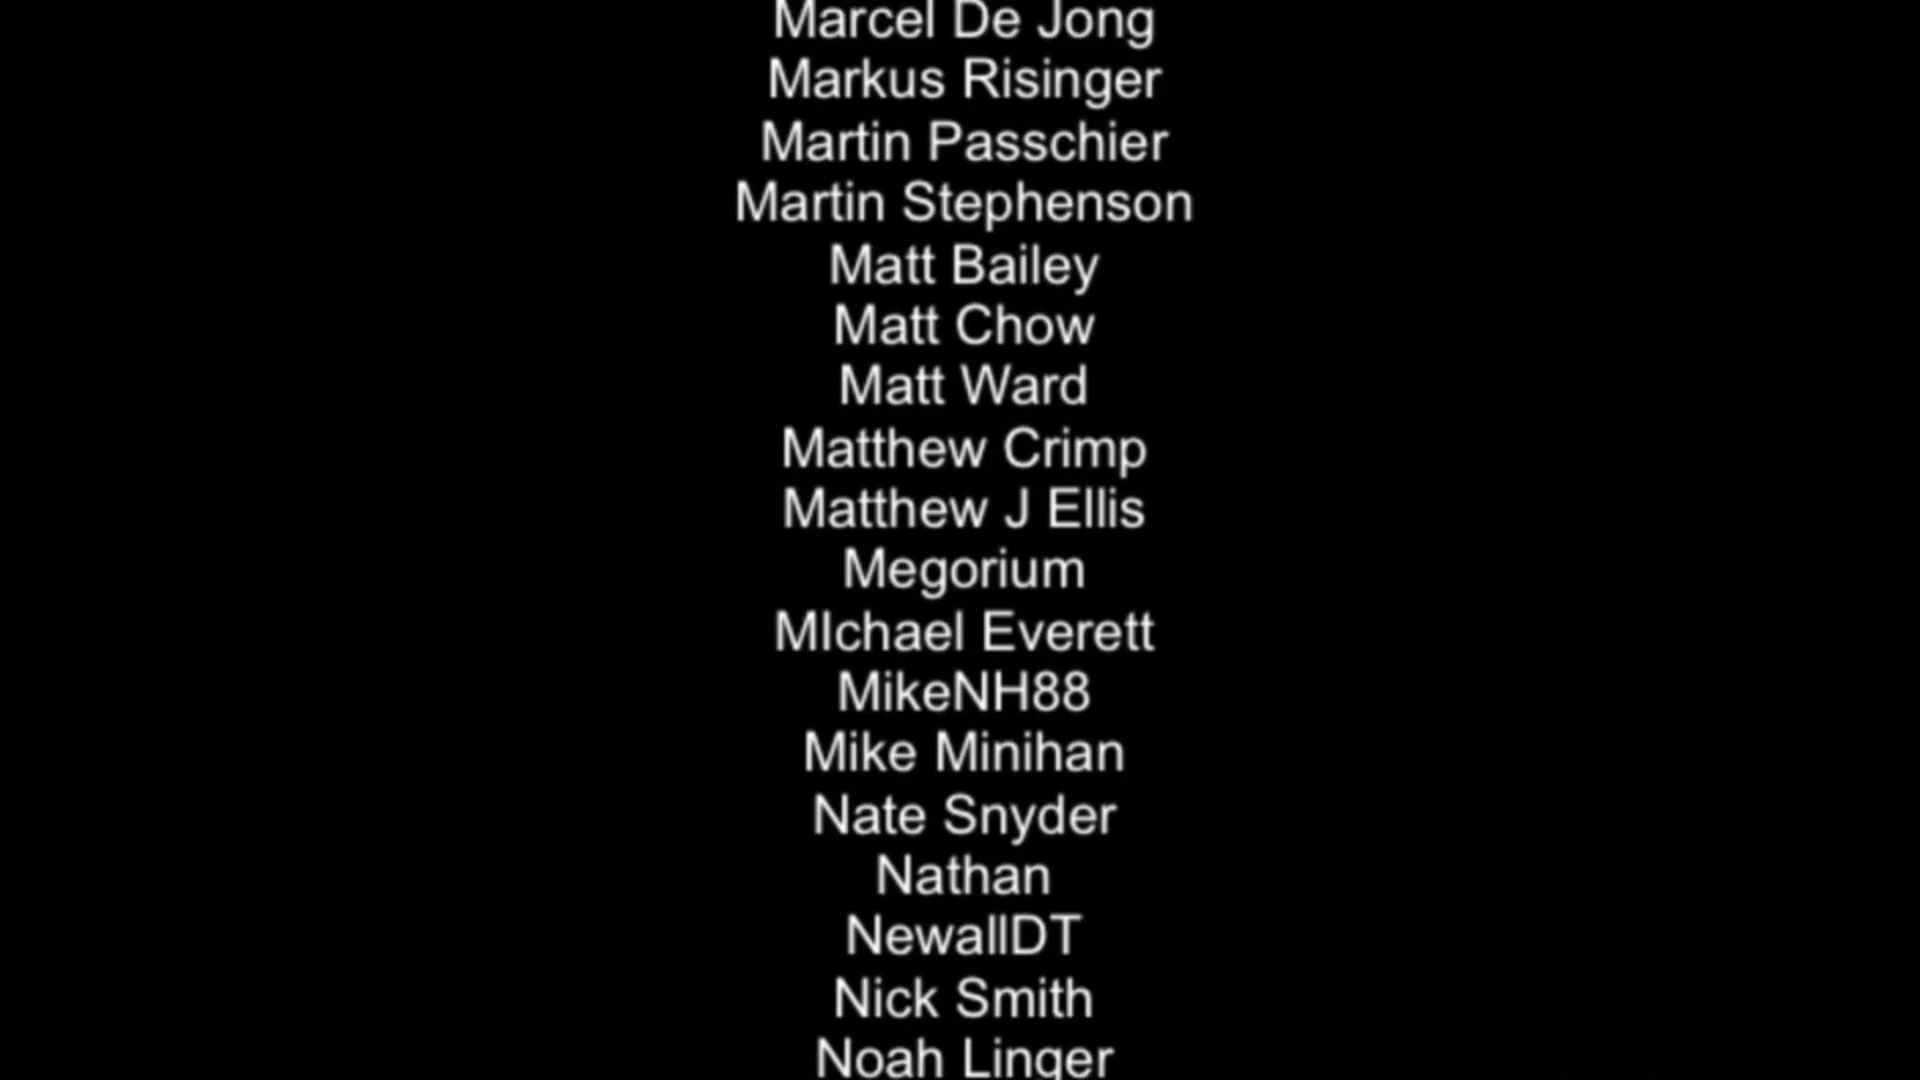 Marcel De Jong
Markus Risinger
Martin Passchier
Martin Stephenson
Matt Bailey
Matt Chow
Matt Ward
Matthew Crimp
Matthew J Ellis
Megorium
MIchael Everett
MikeNH88
Mike Minihan
Nate Snyder
Nathan
NewallDT
Nick Smith
Noah Linger